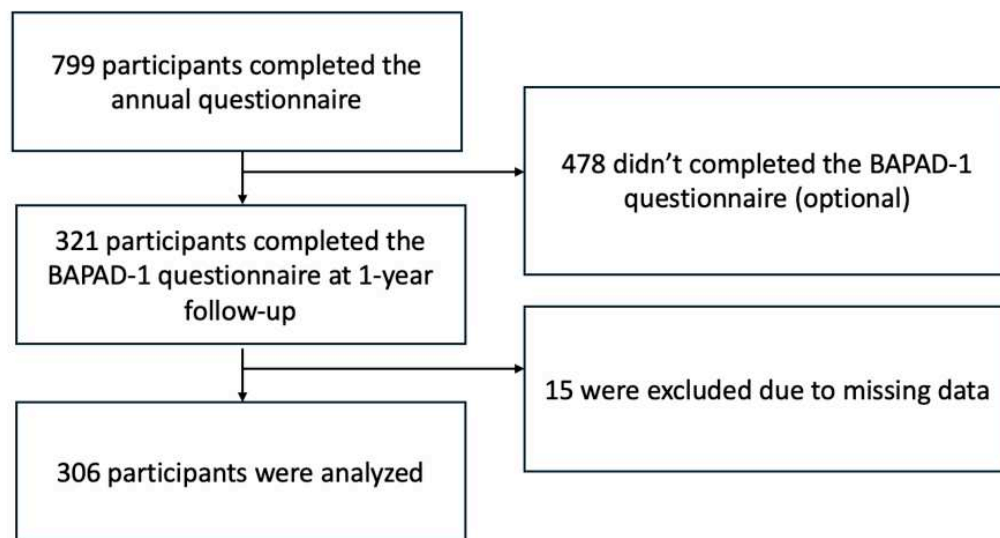 799 participants completed the
annual questionnaire
478 didn’t completed the BAPAD-1
questionnaire (optional)
321 participants completed the
BAPAD-1 questionnaire at 1-year
follow-up
15 were excluded due to missing data
306 participants were analyzed